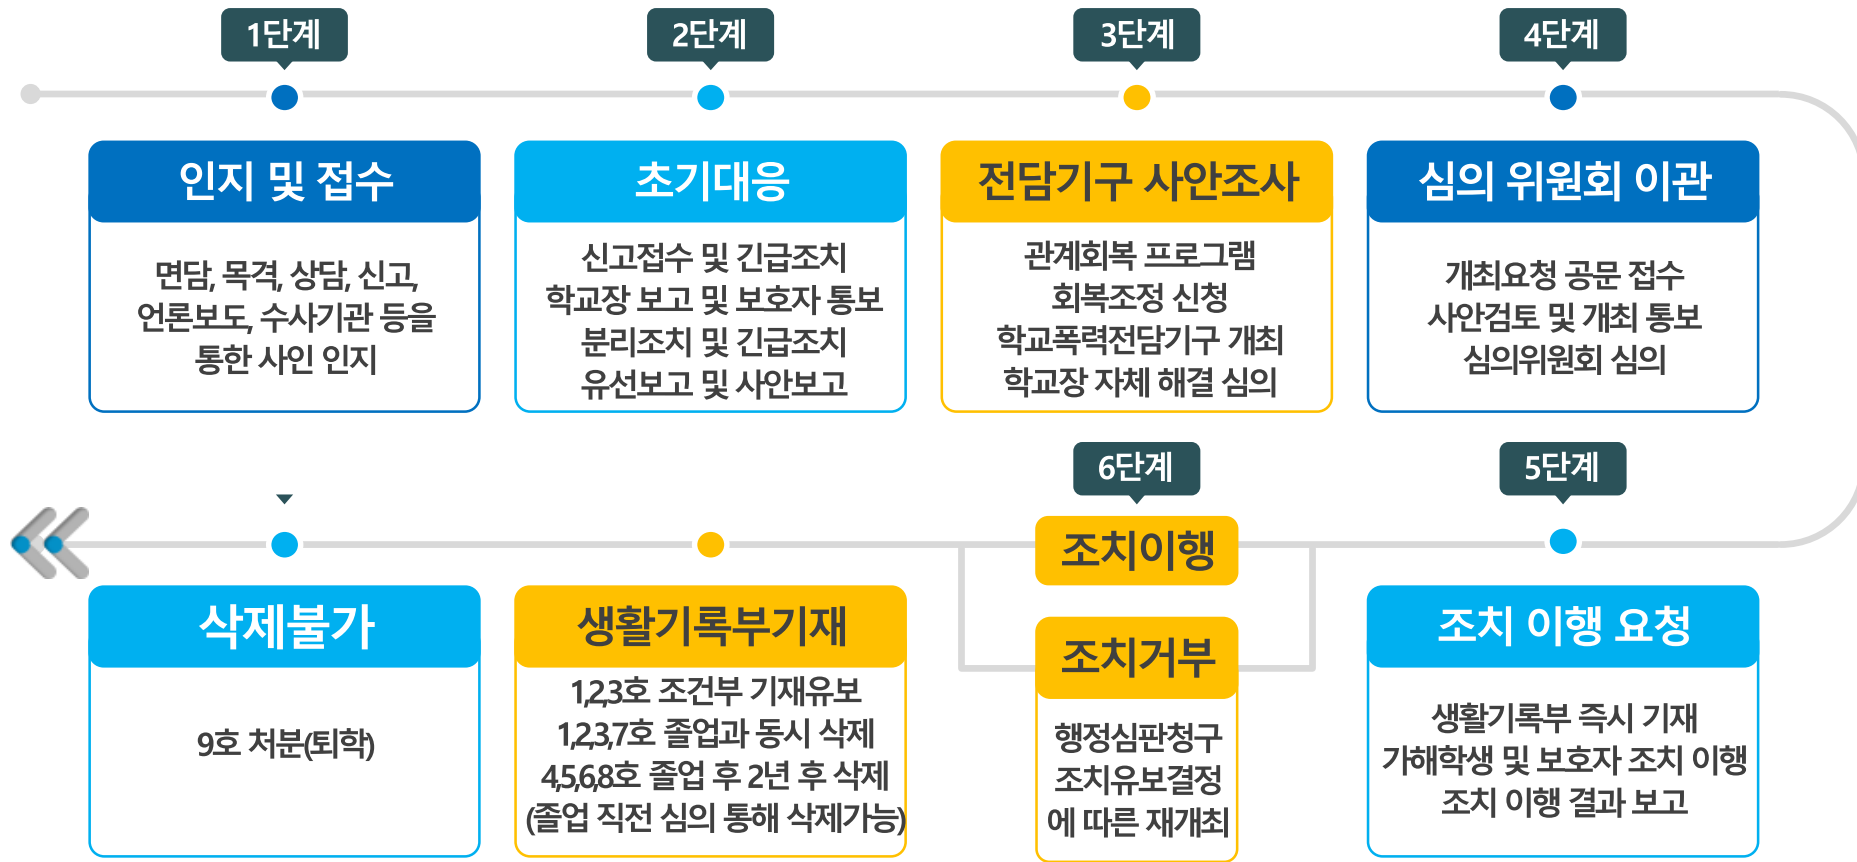 1단계
인지 및 접수
면담, 목격, 상담, 신고,
언론보도, 수사기관 등을
통한 사인 인지
2단계
초기대응
신고접수 및 긴급조치
학교장 보고 및 보호자 통보
분리조치 및 긴급조치
유선보고 및 사안보고
3단계
전담기구 사안조사
관계회복 프로그램
회복조정 신청
학교폭력전담기구 개최
학교장 자체 해결 심의
4단계
심의 위원회 이관
개최요청 공문 접수
사안검토 및 개최 통보
심의위원회 심의
5단계
조치 이행 요청
생활기록부 즉시 기재
가해학생 및 보호자 조치 이행
조치 이행 결과 보고
6단계
조치이행
조치거부
행정심판청구
조치유보결정
에 따른 재개최
생활기록부기재
1,2,3호 조건부 기재유보
1,2,3,7호 졸업과 동시 삭제
4,5,6,8호 졸업 후 2년 후 삭제
(졸업 직전 심의 통해 삭제가능)
삭제불가
9호 처분(퇴학)